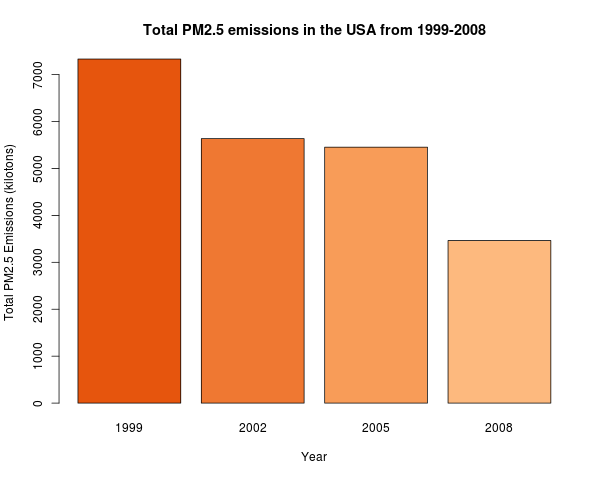 Total PM2.5 emissions in the USA from 1999-2008
Total PM2.5 Emissions (kilotons)
7000
6000
5000
4000
3000
2000
1000
0
1999 2002 2005 2008
Year